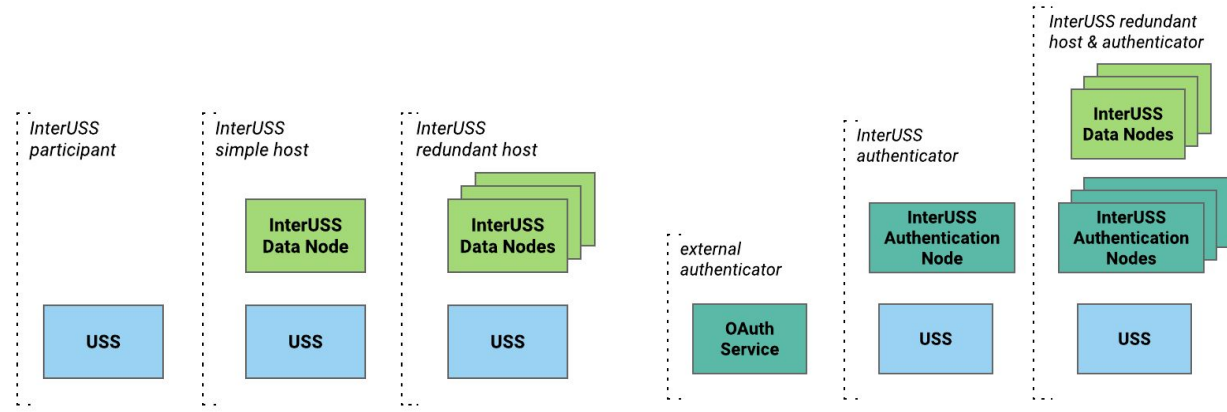 InterUSS
participant
USS
InterUSS
simple host
InterUSS
Data Node
USS
InterUSS
redundant host
InterUSS
Data Nodes
USS
external
authenticator
OAuth
Service
InterUSS
authenticator
InterUSS
Authentication
Node
USS
InterUSS redundant
host & authenticator
InterUSS
Data Nodes
InterUSS
Authentication
Nodes
USS